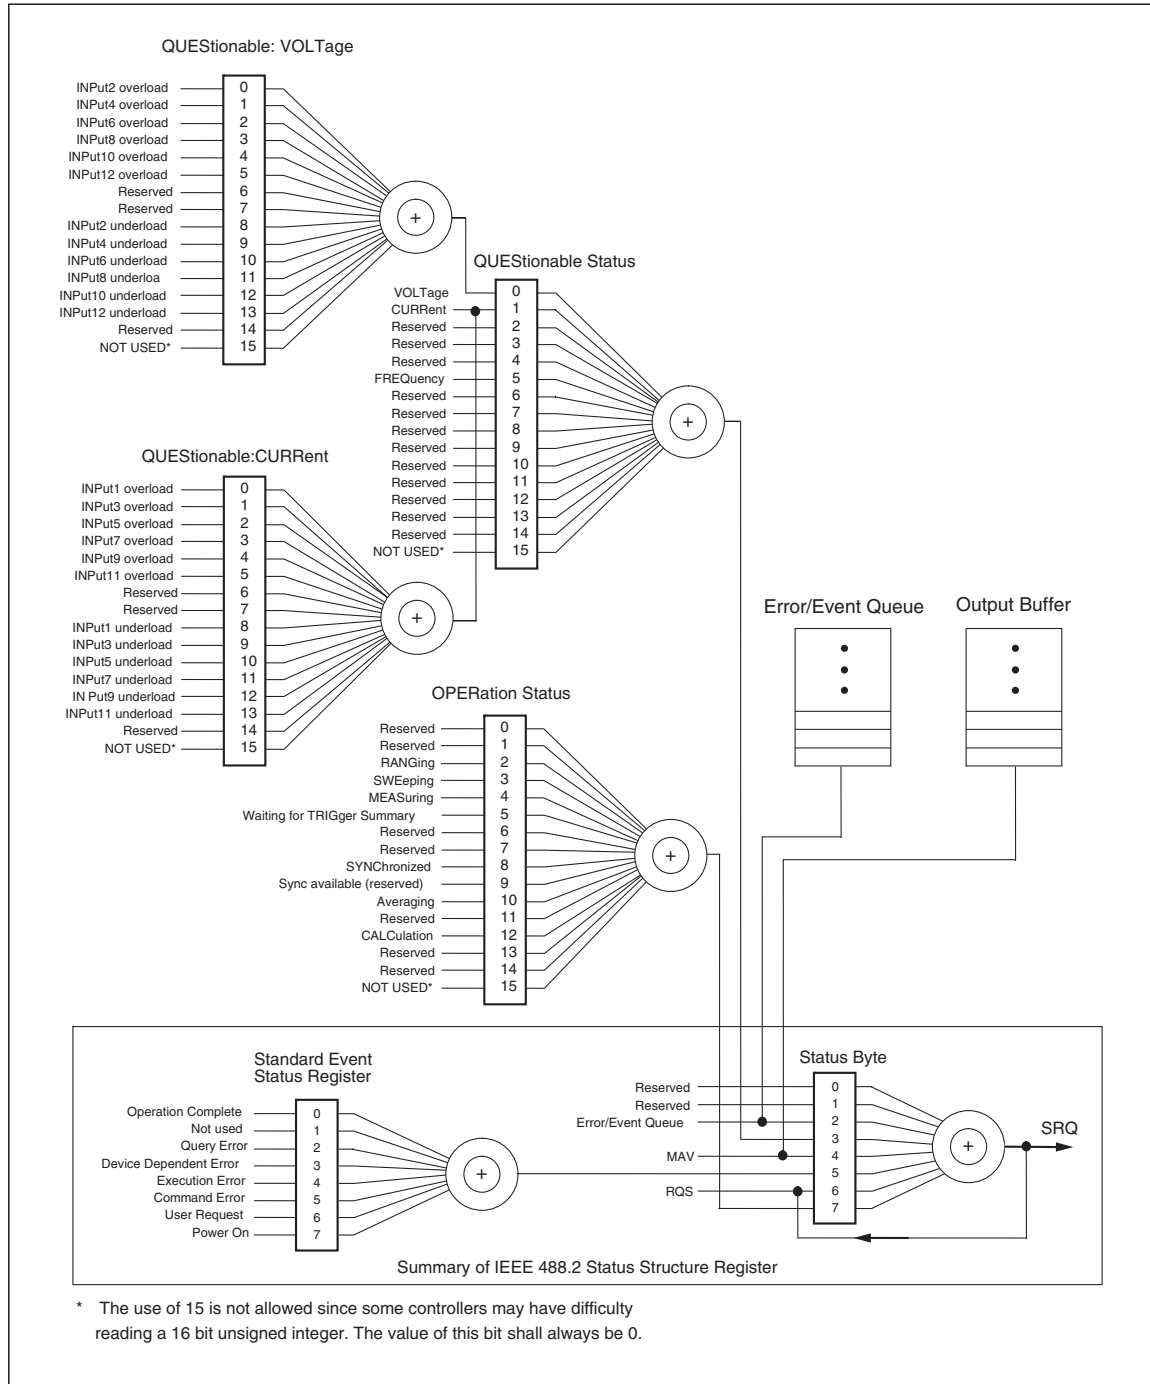 QUEStionable: VOLTage
INPut2 overload 0
INPut4 overload 1
INPut6 overload 2
INPut8 overload 3
INPut10 overload 4
INPut12 overload 5
Reserved 6
Reserved 7
INPut2 underload 8
INPut4 underload 9
INPut6 underload 10
INPut8 underloa 11
INPut10 underload 12
INPut12 underload 13
Reserved 14
NOT USED* 15
+
QUEStionable Status
VOLTage 0
CURRent 1
Reserved 2
Reserved 3
Reserved 4
FREQuency 5
Reserved 6
Reserved 7
Reserved 8
Reserved 9
Reserved 10
Reserved 11
Reserved 12
Reserved 13
Reserved 14
NOT USED* 15
+
QUEStionable:CURRent
INPut1 overload 0
INPut3 overload 1
INPut5 overload 2
INPut7 overload 3
INPut9 overload 4
INPut11 overload 5
Reserved 6
Reserved 7
INPut1 underload 8
INPut3 underload 9
INPut5 underload 10
INPut7 underload 11
IN Put9 underload 12
INPut11 underload 13
Reserved 14
NOT USED* 15
+
Error/Event Queue
Output Buffer
OPERation Status
Reserved 0
Reserved 1
RANGing 2
SWEeping 3
MEASuring 4
Waiting for TRIGger Summary 5
Reserved 6
Reserved 7
SYNChronized 8
Sync available (reserved) 9
Averaging 10
Reserved 11
CALCulation 12
Reserved 13
Reserved 14
NOT USED* 15
+
Standard Event
Status Register
Operation Complete 0
Not used 1
Query Error 2
Device Dependent Error 3
Execution Error 4
Command Error 5
User Request 6
Power On 7
+
Status Byte
Reserved 0
Reserved 1
Error/Event Queue 2
3
MAV 4
5
RQS 6
7
+
SRQ
Summary of IEEE 488.2 Status Structure Register
* The use of 15 is not allowed since some controllers may have difficulty
reading a 16 bit unsigned integer. The value of this bit shall always be 0.